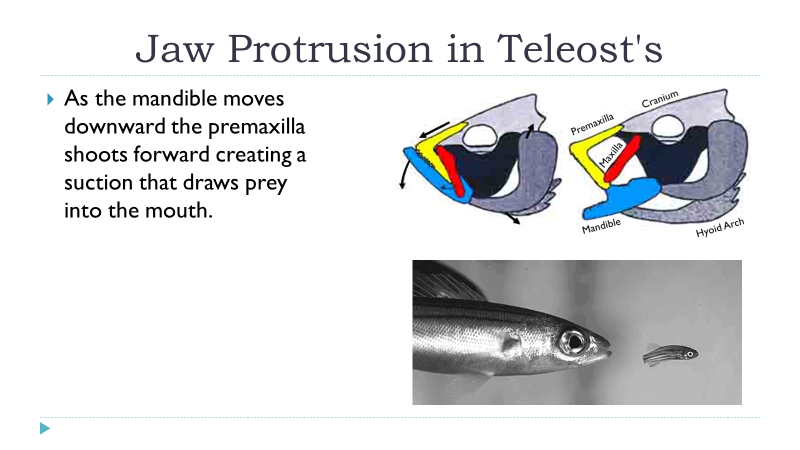 Jaw Protrusion in Teleost's
As the mandible moves
downward the premaxilla
shoots forward creating a
suction that draws prey
into the mouth.
Cranium
Premaxilla
Maxilla
Mandible
Hyoid Arch